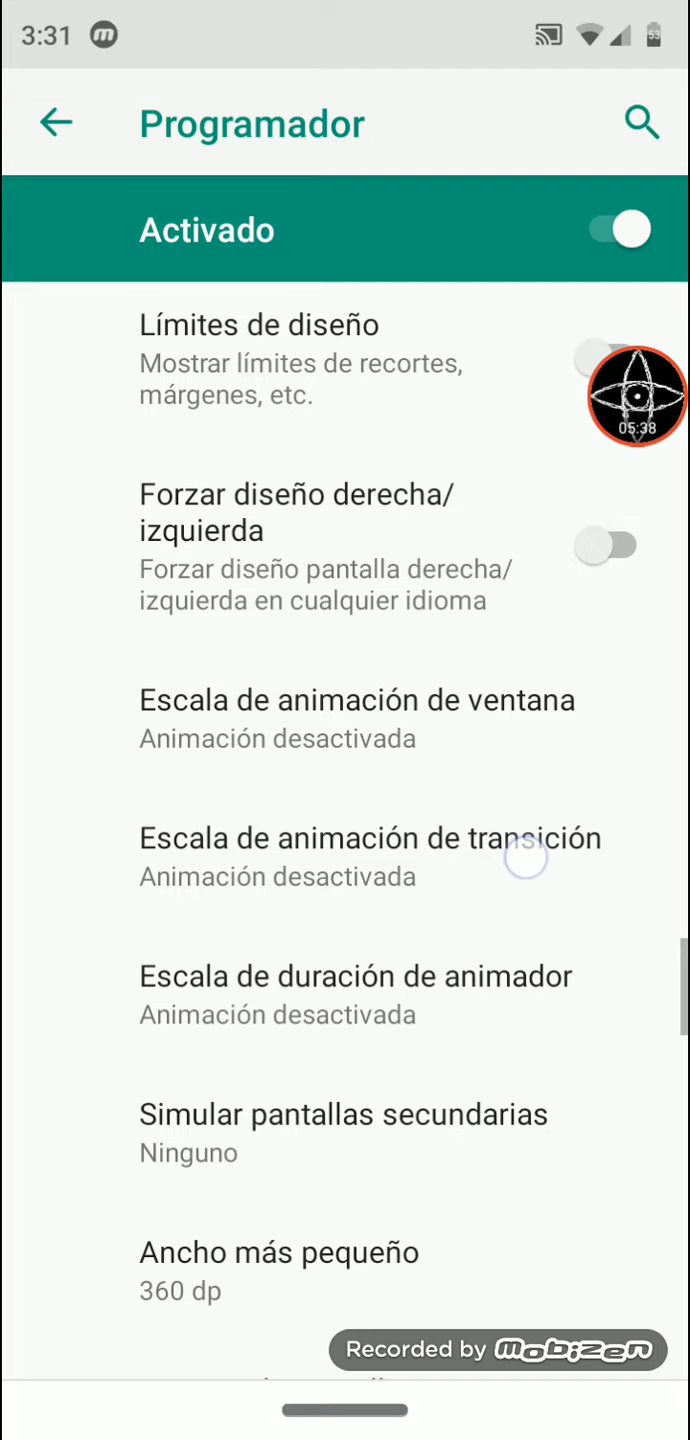 3:31
53
Programador
Activado
Límites de diseño
Mostrar límites de recortes,
márgenes, etc.
05:38
Forzar diseño derecha/
izquierda
Forzar diseño pantalla derecha/
izquierda en cualquier idioma
Escala de animación de ventana
Animación desactivada
Escala de animación de transición
Animación desactivada
Escala de duración de animador
Animación desactivada
Simular pantallas secundarias
Ninguno
Ancho más pequeño
360 dp
Recorded by mobizen